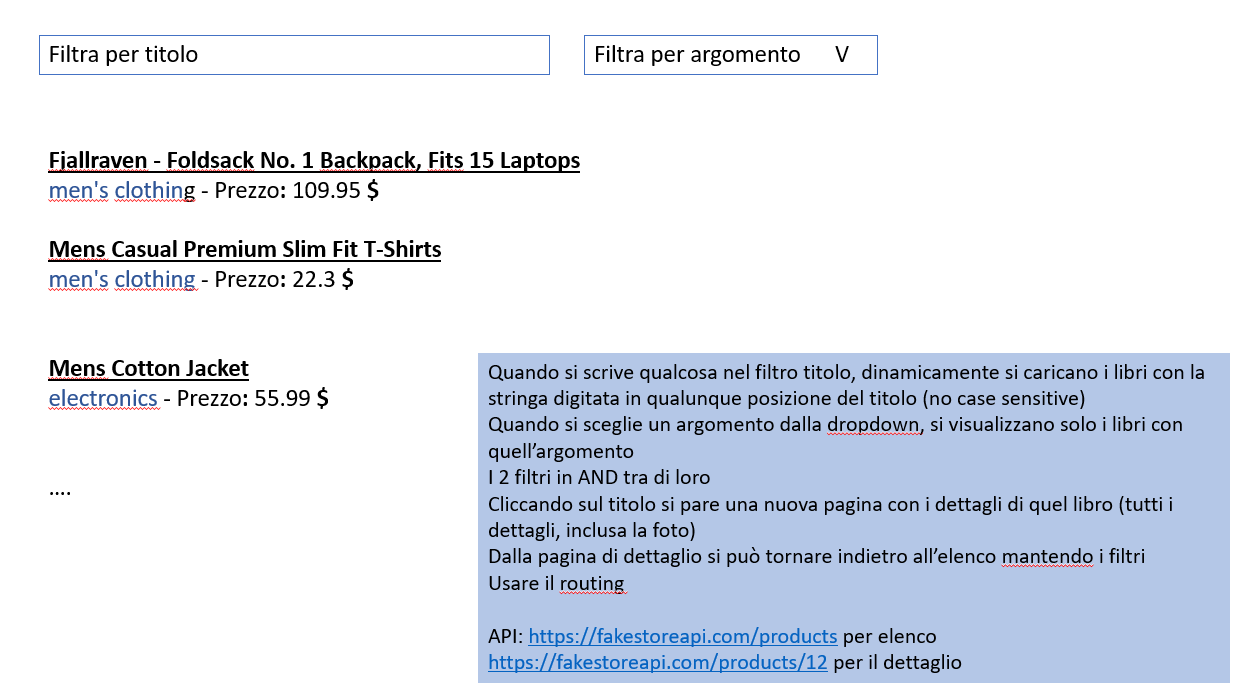 Filtra per titolo
Filtra per argomento V
Fjallraven - Foldsack No. 1 Backpack, Fits 15 Laptops
men's clothing - Prezzo: 109.95 $
Mens Casual Premium Slim Fit T-Shirts
men's clothing - Prezzo: 22.3 $
Mens Cotton Jacket
electronics - Prezzo: 55.99 $
....
Quando si scrive qualcosa nel filtro titolo, dinamicamente si caricano i libri con la
stringa digitata in qualunque posizione del titolo (no case sensitive)
Quando si sceglie un argomento dalla dropdown, si visualizzano solo i libri con
quell’argomento
I 2 filtri in AND tra di loro
Cliccando sul titolo si pare una nuova pagina con i dettagli di quel libro (tutti i
dettagli, inclusa la foto)
Dalla pagina di dettaglio si può tornare indietro all’elenco mantendo i filtri
Usare il routing
API: https://fakestoreapi.com/products per elenco
https://fakestoreapi.com/products/12 per il dettaglio